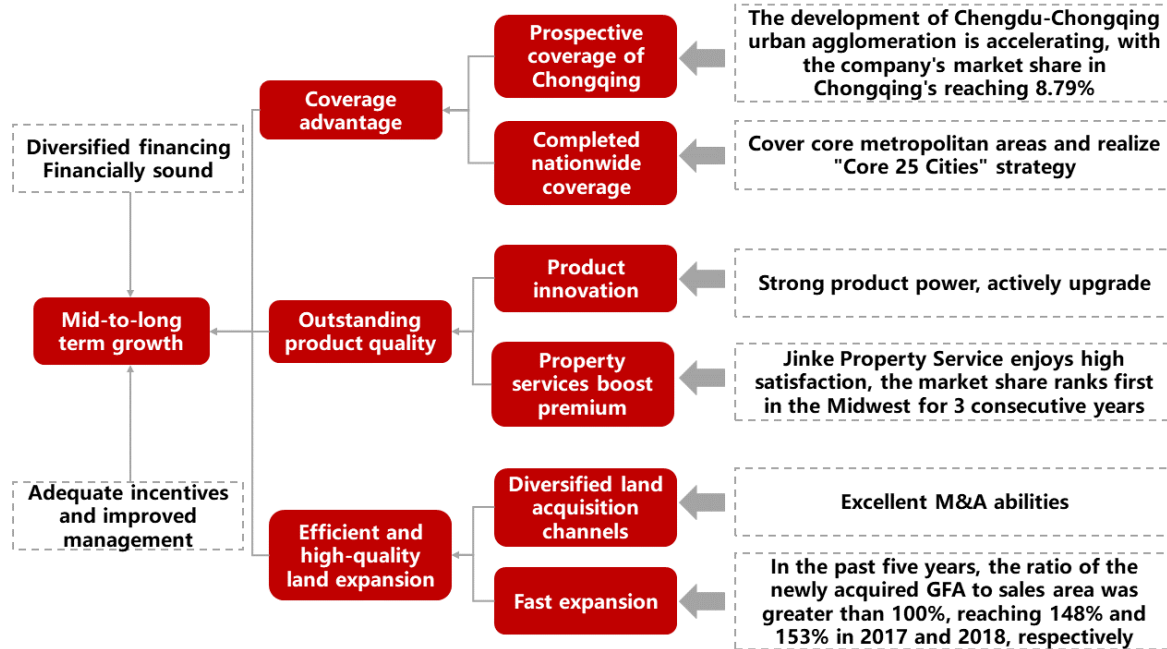 Diversified financing
Financially sound
Mid-to-long
term growth
Adequate incentives
and improved
management
Coverage
advantage
Outstanding
product quality
Efficient and
high-quality
land expansion
Prospective
coverage of
Chongqing
Completed
nationwide
coverage
Product
innovation
Property
services boost
premium
Diversified land
acquisition
channels
Fast expansion
The development of Chengdu-Chongqing
urban agglomeration is accelerating, with
the company's market share in
Chongqing's reaching 8.79%
Cover core metropolitan areas and realize
"Core 25 Cities" strategy
Strong product power, actively upgrade
Jinke Property Service enjoys high
satisfaction, the market share ranks first
in the Midwest for 3 consecutive years
Excellent M&A abilities
In the past five years, the ratio of the
newly acquired GFA to sales area was
greater than 100%, reaching 148% and
153% in 2017 and 2018, respectively